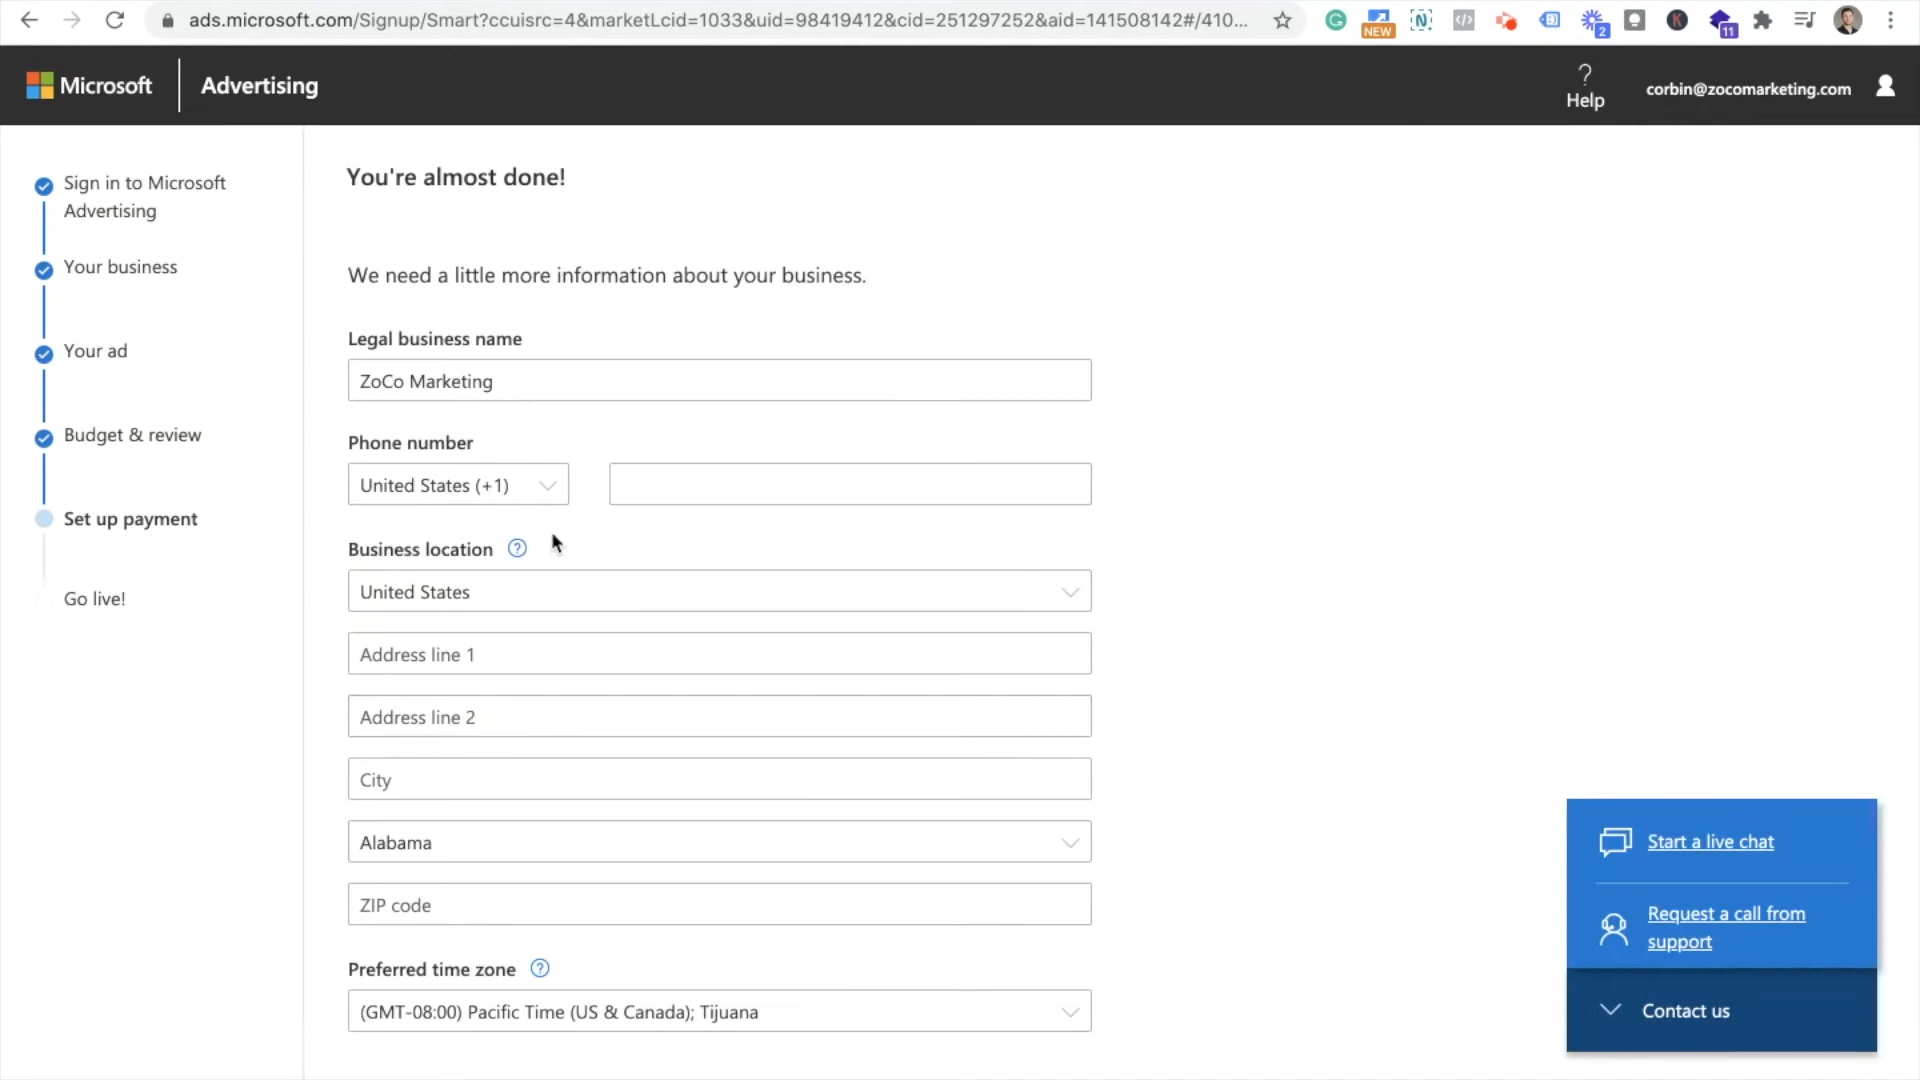 ads.microsoft.com/Signup/Smart?ccuisrc=4&marketLcid=1033&uid=98419412&cid=251297252&aid=141508142#/410...
NEW
2
K
11
Microsoft
Advertising
?
Help
corbin@zocomarketing.com
Sign in to Microsoft
Advertising
Your business
Your ad
Budget & review
Set up payment
Go live!
You're almost done!
We need a little more information about your business.
Legal business name
ZoCo Marketing
Phone number
United States (+1)
Business location ?
United States
Address line 1
Address line 2
City
Alabama
ZIP code
Preferred time zone ?
(GMT-08:00) Pacific Time (US & Canada); Tijuana
Start a live chat
Request a call from
support
Contact us